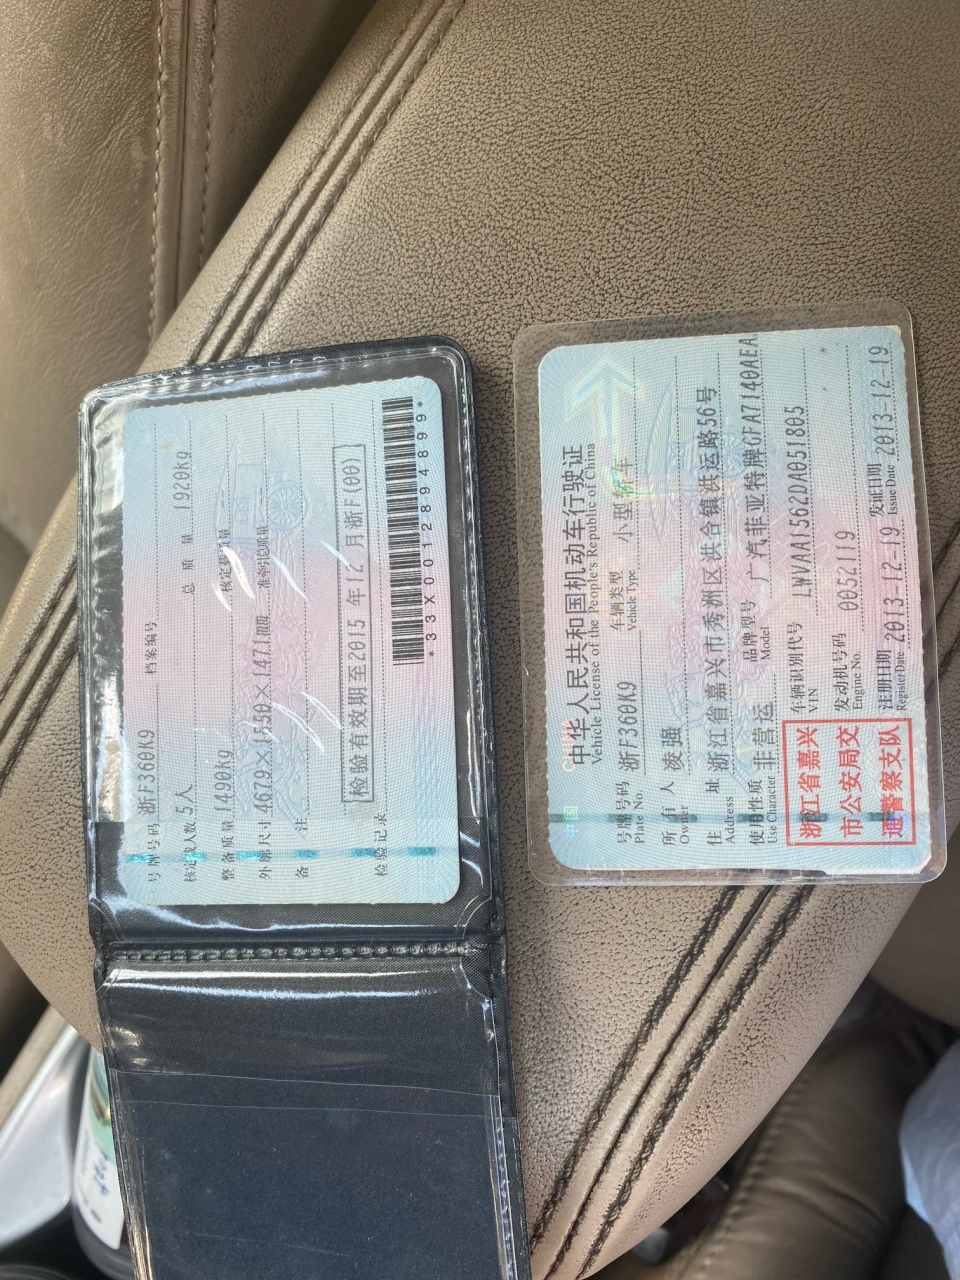 中华人民共和国机动车行驶证
Vehicle License of the People's Republic of China
号牌号码 浙F360K9 车辆类型 小型轿车
Plate No. Vehicle Type
所有人 凌强
Owner
住址 浙江省嘉兴市秀洲区洪合镇洪运路56号
Address
使用性质 非营运 品牌型号 广汽菲亚特牌GFA7140AEA
Use Character Model
浙江省嘉兴
市公安局交
通警察支队
车辆识别代号 LWVAA1562DA051805
VIN
发动机号码 0052119
Engine No.
注册日期 2013-12-19 发证日期 2013-12-19
Register Date Issue Date
号牌号码 浙F360K9 档案编号
核定载人数 5人 总质量 1920kg
整备质量 1490kg 核定载质量
外廓尺寸 4679×1850×1471mm 准牵引总质量
备注
检验有效期至2015年12月 浙F(00)
检验记录
*33X0012894899*